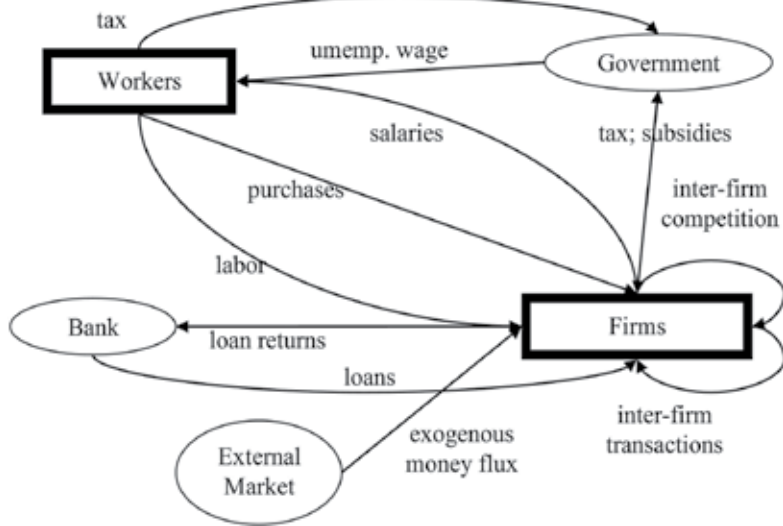 tax
umemp. wage
Workers
Government
salaries
tax; subsidies
purchases
inter-firm
competition
labor
Bank
Firms
loan returns
loans
inter-firm
transactions
exogenous
money flux
External
Market